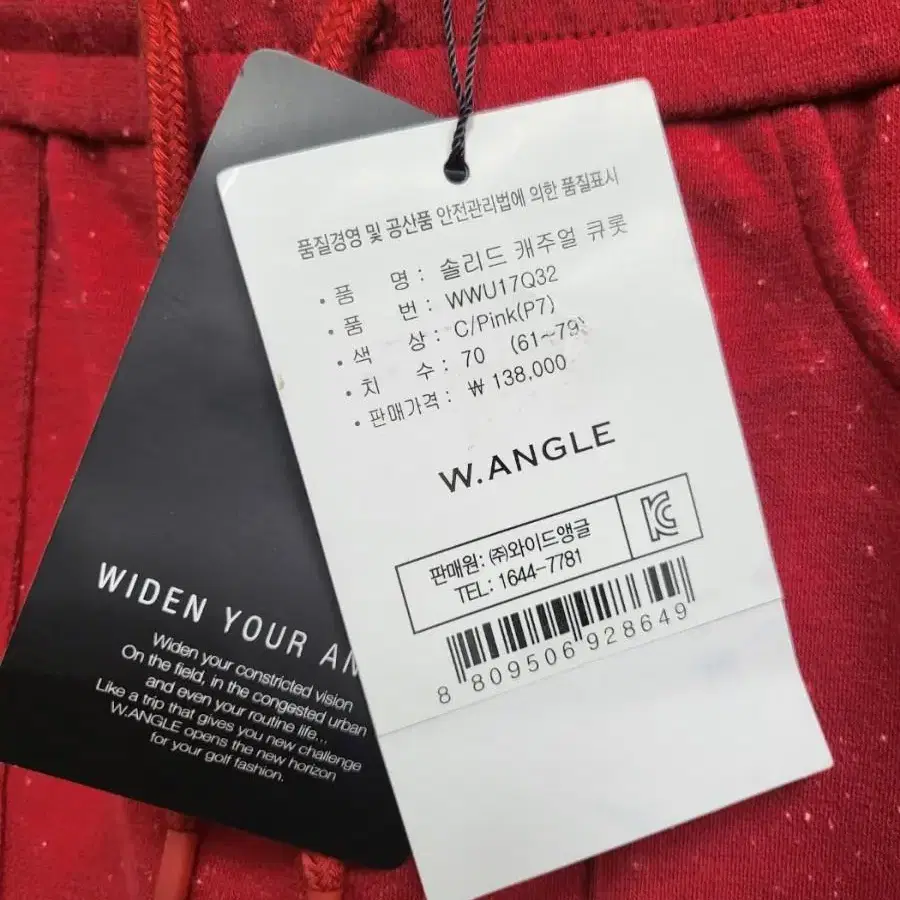 품질경영 및 공산품 안전관리법에 의한 품질표시
• 품 명 : 솔리드 캐주얼 큐롯
• 품 번 : WWU17Q32
• 색 상 : C/Pink(P7)
• 치 수 : 70 (61~79)
• 판매가격 : ₩ 138,000
W.ANGLE
판매원: ㈜와이드앵글
TEL: 1644-7781
8 809506 928649
WIDEN YOUR AN
Widen your constricted vision
On the field, in the congested urban
and even your routine life...
Like a trip that gives you new challenge
W.ANGLE opens the new horizon
for your golf fashion.